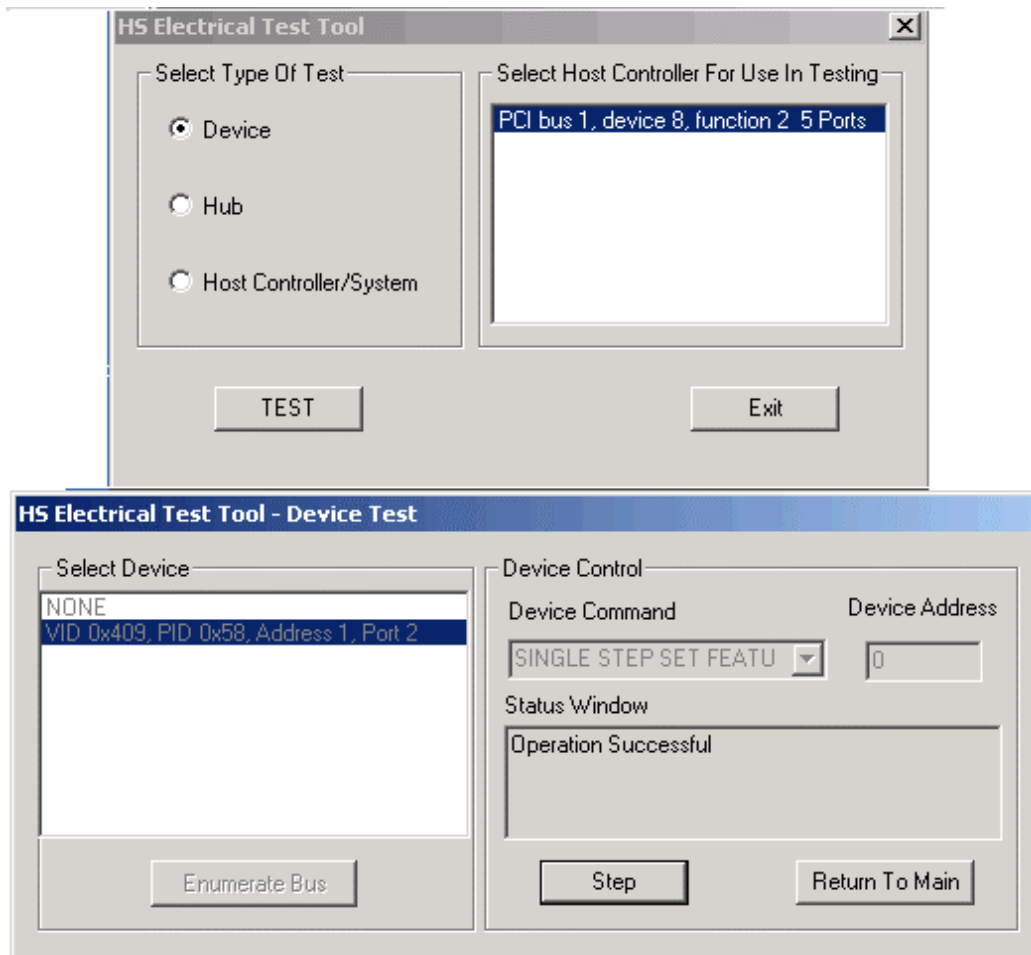 HS Electrical Test Tool
Select Type Of Test
Device
Hub
Host Controller/System
Select Host Controller For Use In Testing
PCI bus 1, device 8, function 2 5 Ports
TEST
Exit
HS Electrical Test Tool - Device Test
Select Device
NONE
VID 0x409, PID 0x58, Address 1, Port 2
Enumerate Bus
Device Control
Device Command
Device Address
SINGLE STEP SET FEATU
0
Status Window
Operation Successful
Step
Return To Main